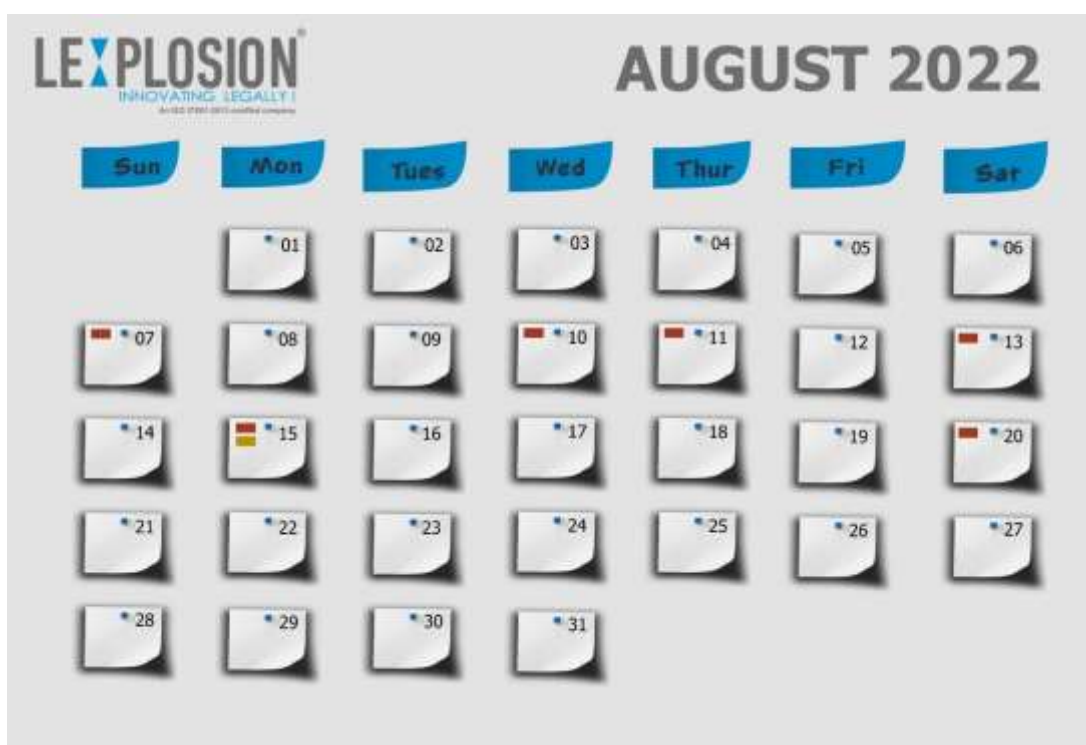 LEXPLOSION®
AUGUST 2022
INNOVATING LEGALLY !
Sun Mon Tues Wed Thur Fri Sat
01 02 03 04 05 06
07 08 09 10 11 12 13
14 15 16 17 18 19 20
21 22 23 24 25 26 27
28 29 30 31